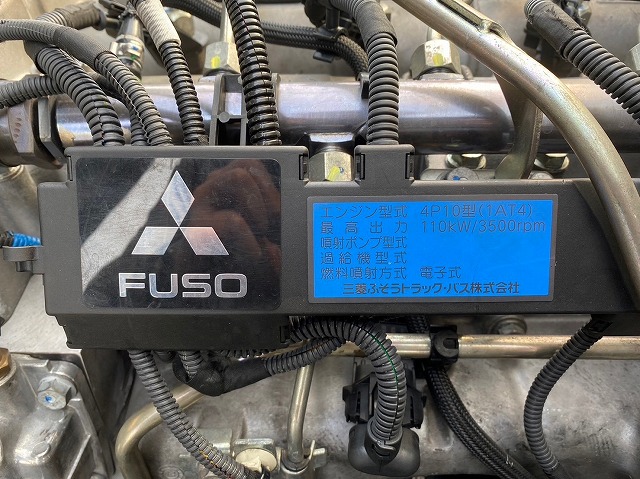 FUSO
エンジン型式 4P10型(1AT4)
最高出力 110kW/3500rpm
噴射ポンプ型式
過給機型式
燃料噴射方式 電子式
三菱ふそうトラック・バス株式会社